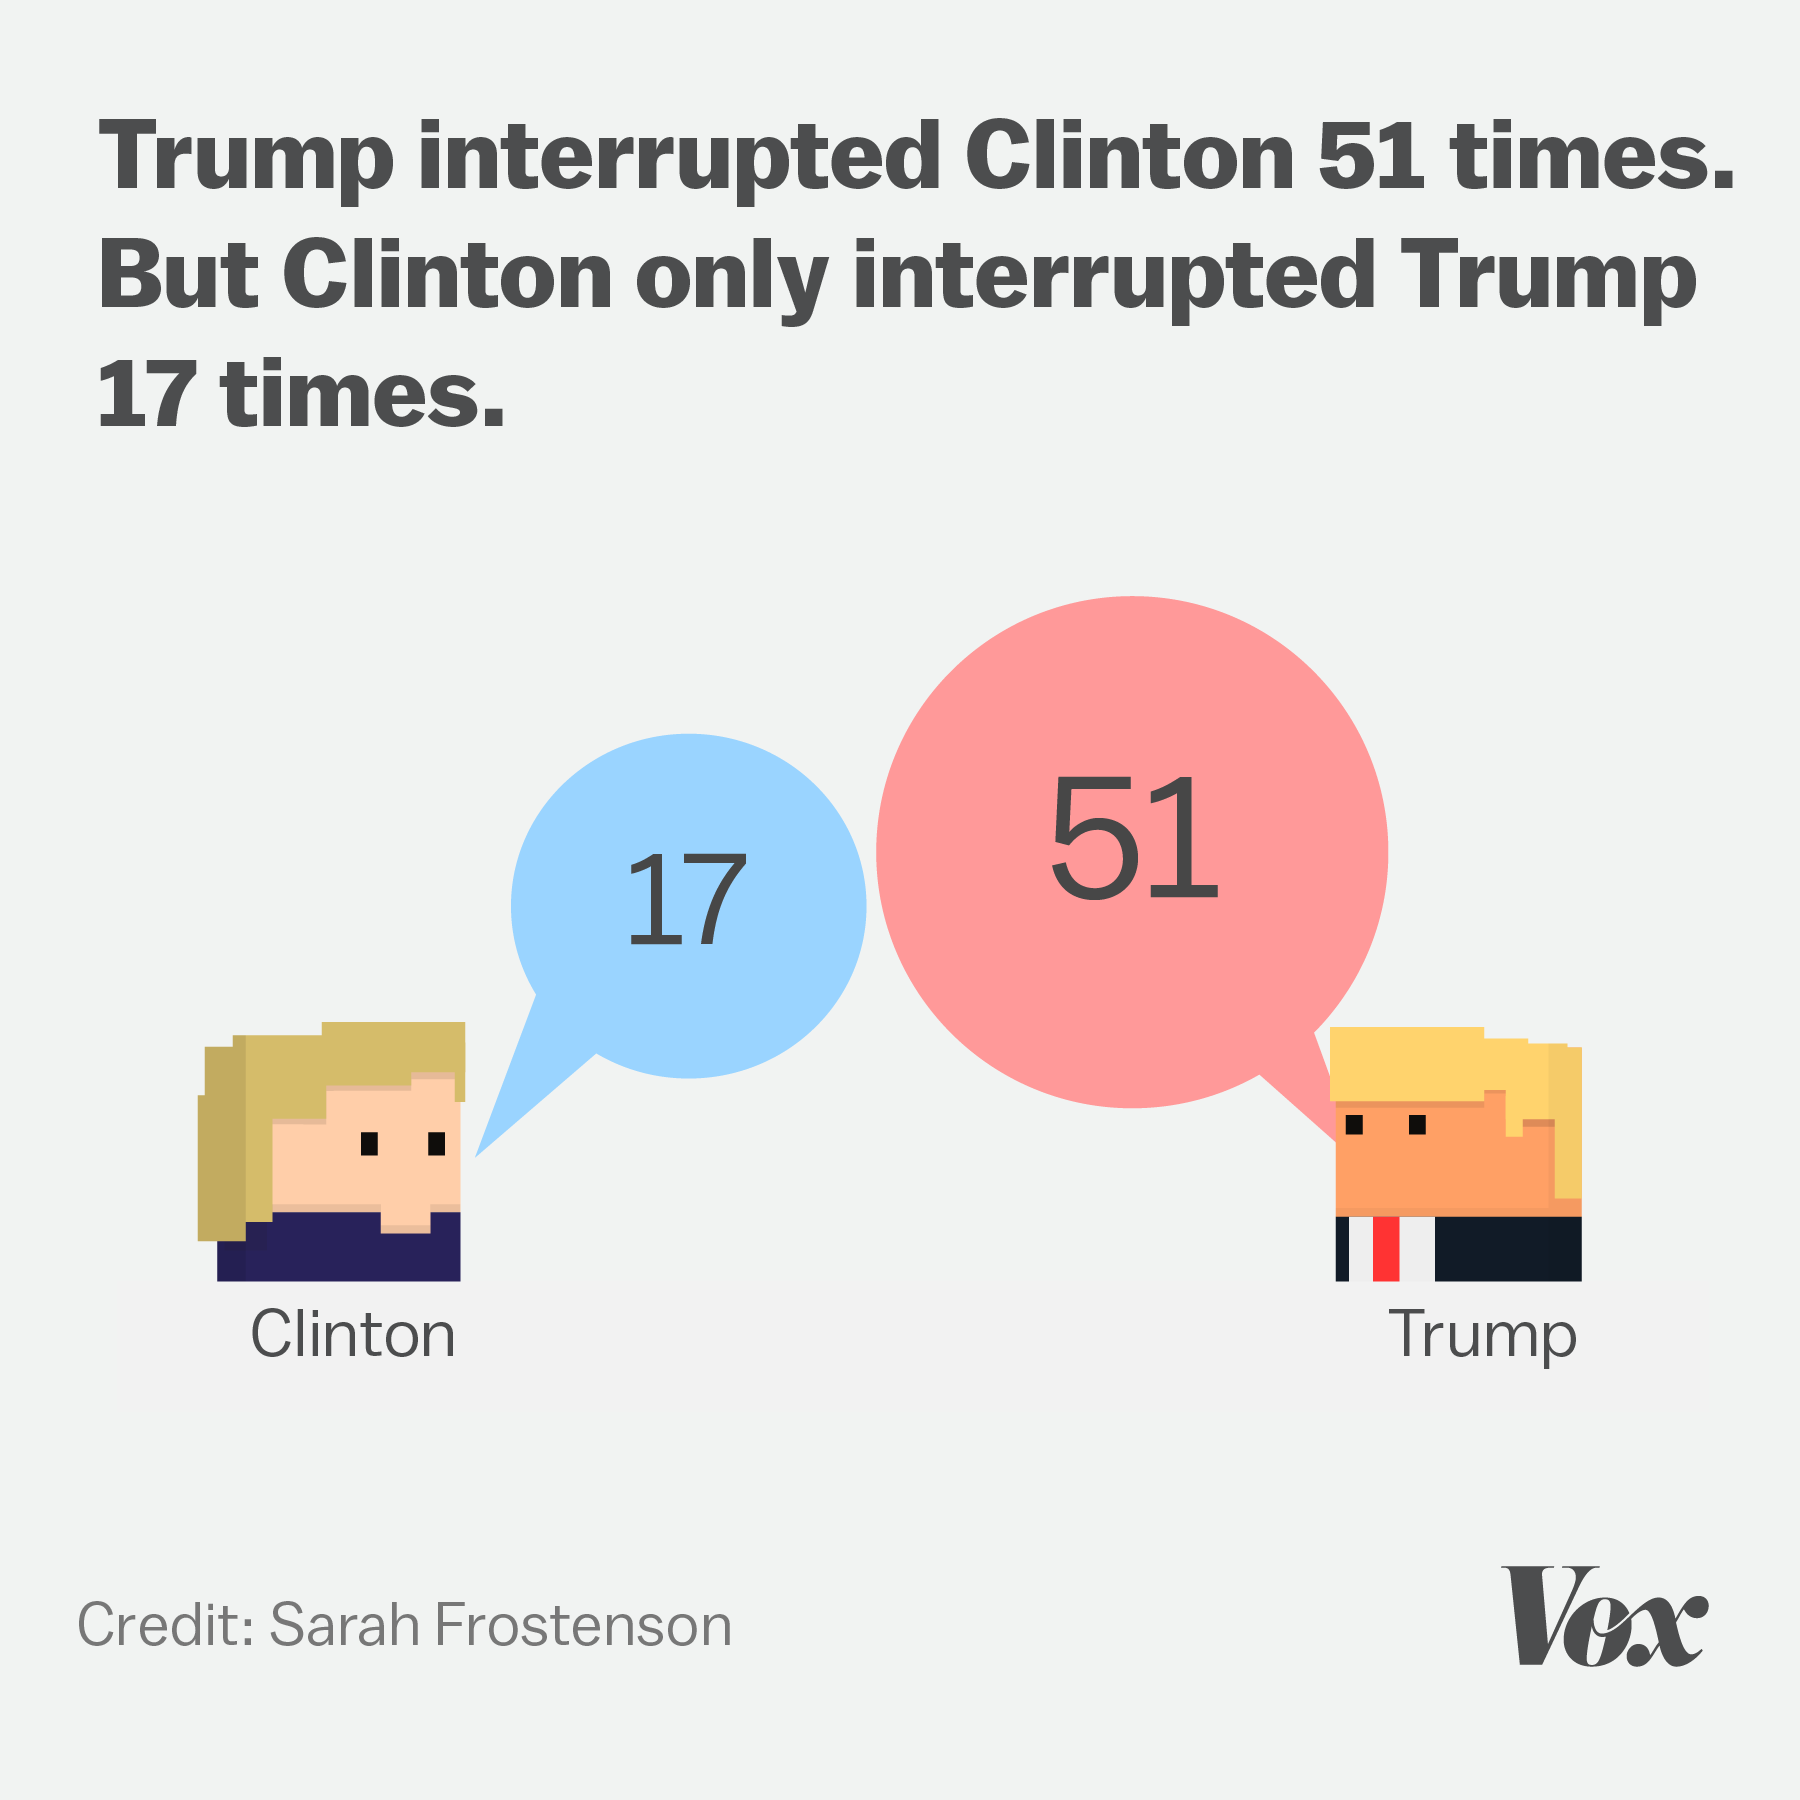 Trump interrupted Clinton 51 times.
But Clinton only interrupted Trump
17 times.
17
51
Clinton
Trump
Credit: Sarah Frostenson
Vox